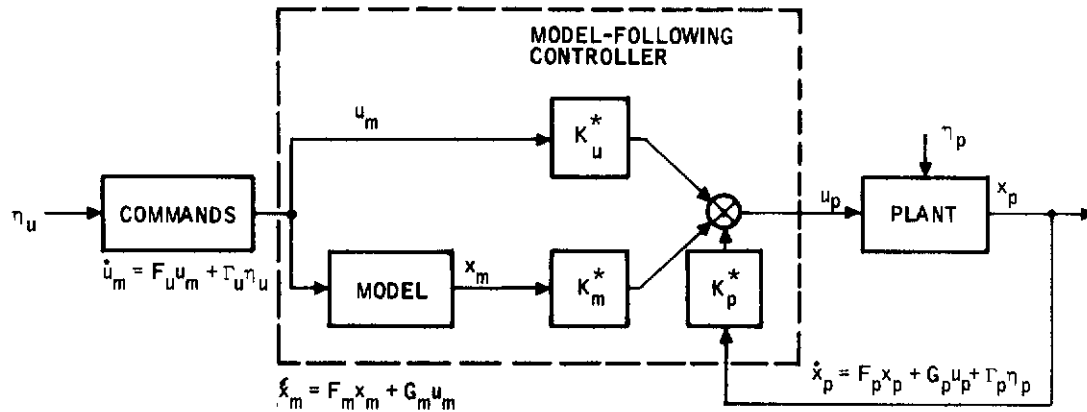 MODEL-FOLLOWING
CONTROLLER
u_m
K_u^*
η_p
η_u
COMMANDS
u_p
PLANT
x_p
u̇_m = F_u u_m + Γ_u η_u
MODEL
x_m
K_m^*
K_p^*
ẋ_m = F_m x_m + G_m u_m
ẋ_p = F_p x_p + G_p u_p + Γ_p η_p